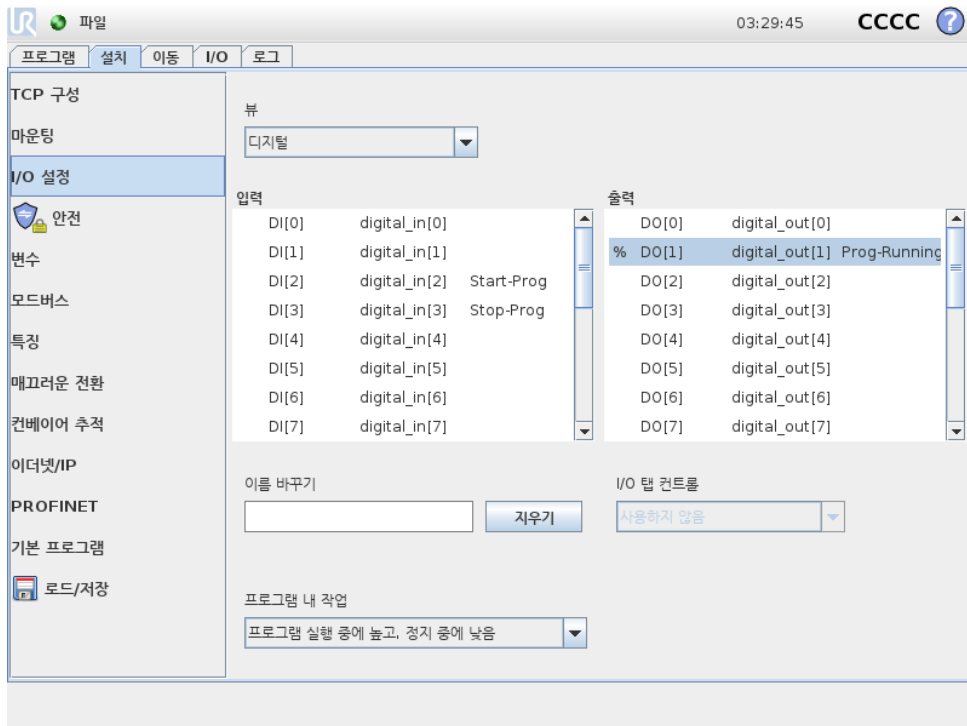 UR 파일 03:29:45 CCCC ?
프로그램 설치 이동 I/O 로그
TCP 구성
마운팅
I/O 설정
안전
변수
모드버스
특징
매끄러운 전환
컨베이어 추적
이더넷/IP
PROFINET
기본 프로그램
로드/저장
뷰
디지털
입력
DI[0] digital_in[0]
DI[1] digital_in[1]
DI[2] digital_in[2] Start-Prog
DI[3] digital_in[3] Stop-Prog
DI[4] digital_in[4]
DI[5] digital_in[5]
DI[6] digital_in[6]
DI[7] digital_in[7]
출력
DO[0] digital_out[0]
% DO[1] digital_out[1] Prog-Running
DO[2] digital_out[2]
DO[3] digital_out[3]
DO[4] digital_out[4]
DO[5] digital_out[5]
DO[6] digital_out[6]
DO[7] digital_out[7]
이름 바꾸기
지우기
I/O 탭 컨트롤
사용하지 않음
프로그램 내 작업
프로그램 실행 중에 높고, 정지 중에 낮음